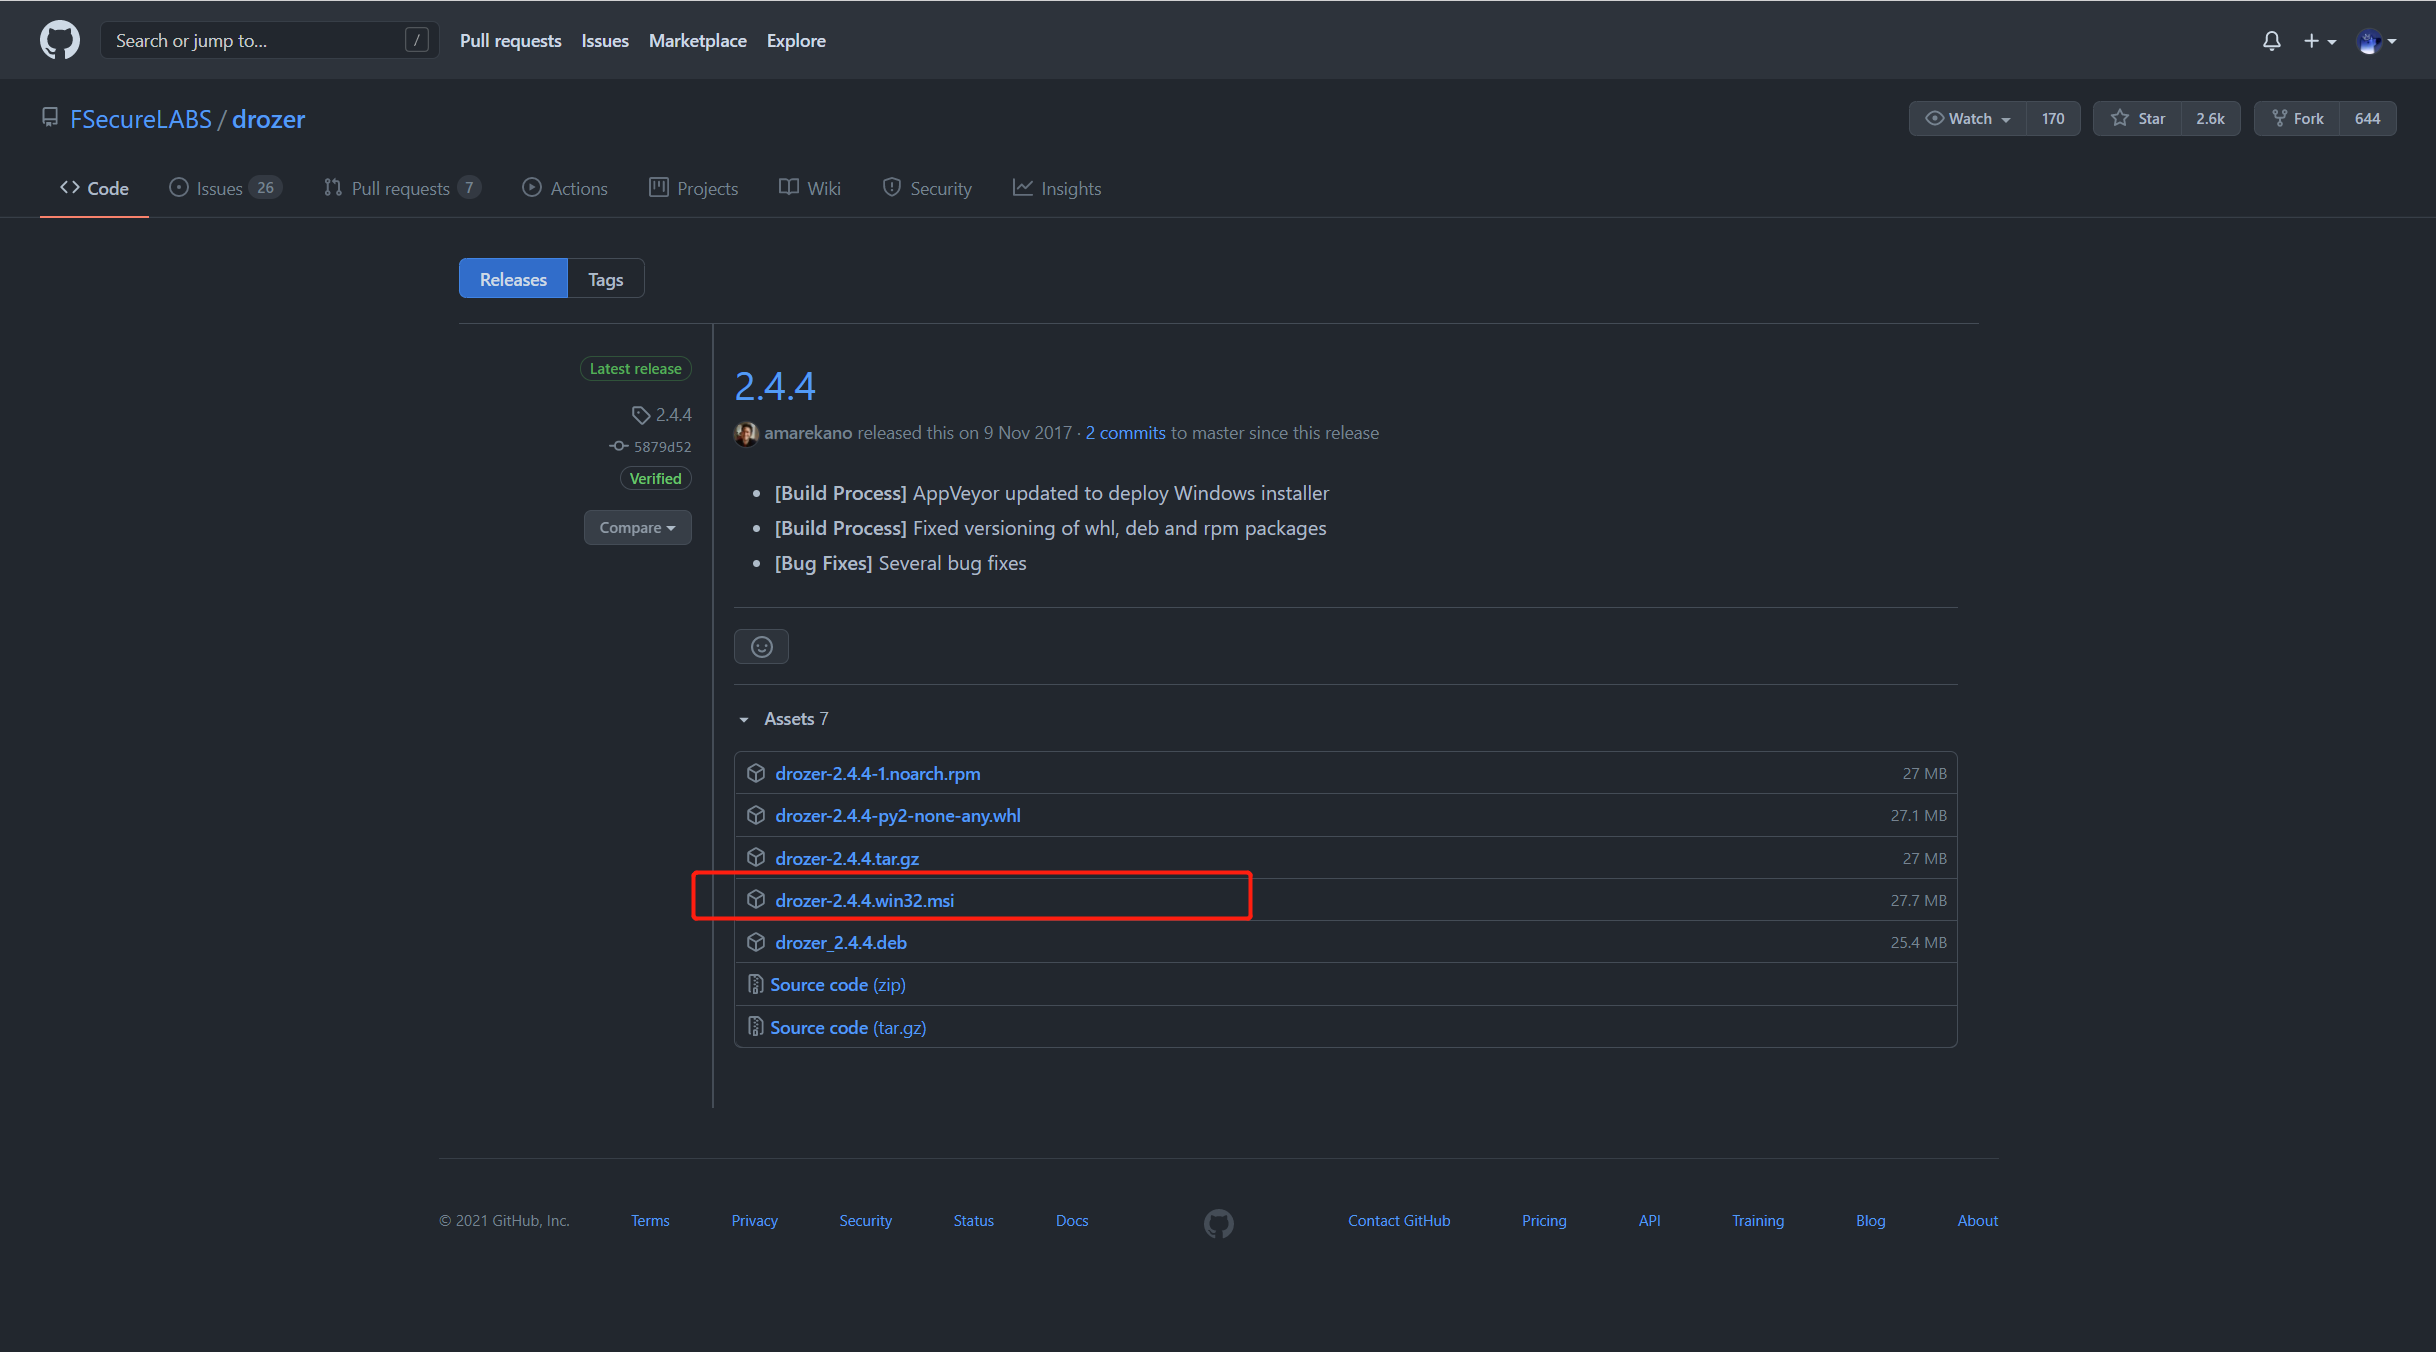 Search or jump to... / Pull requests Issues Marketplace Explore
FSecureLABS / drozer Watch 170 Star 2.6k Fork 644
Code Issues 26 Pull requests 7 Actions Projects Wiki Security Insights
Releases Tags
Latest release
2.4.4
5879d52
Verified
Compare
2.4.4
amarekano released this on 9 Nov 2017 · 2 commits to master since this release
[Build Process] AppVeyor updated to deploy Windows installer
[Build Process] Fixed versioning of whl, deb and rpm packages
[Bug Fixes] Several bug fixes
Assets 7
drozer-2.4.4-1.noarch.rpm 27 MB
drozer-2.4.4-py2-none-any.whl 27.1 MB
drozer-2.4.4.tar.gz 27 MB
drozer-2.4.4.win32.msi 27.7 MB
drozer_2.4.4.deb 25.4 MB
Source code (zip)
Source code (tar.gz)
© 2021 GitHub, Inc. Terms Privacy Security Status Docs Contact GitHub Pricing API Training Blog About